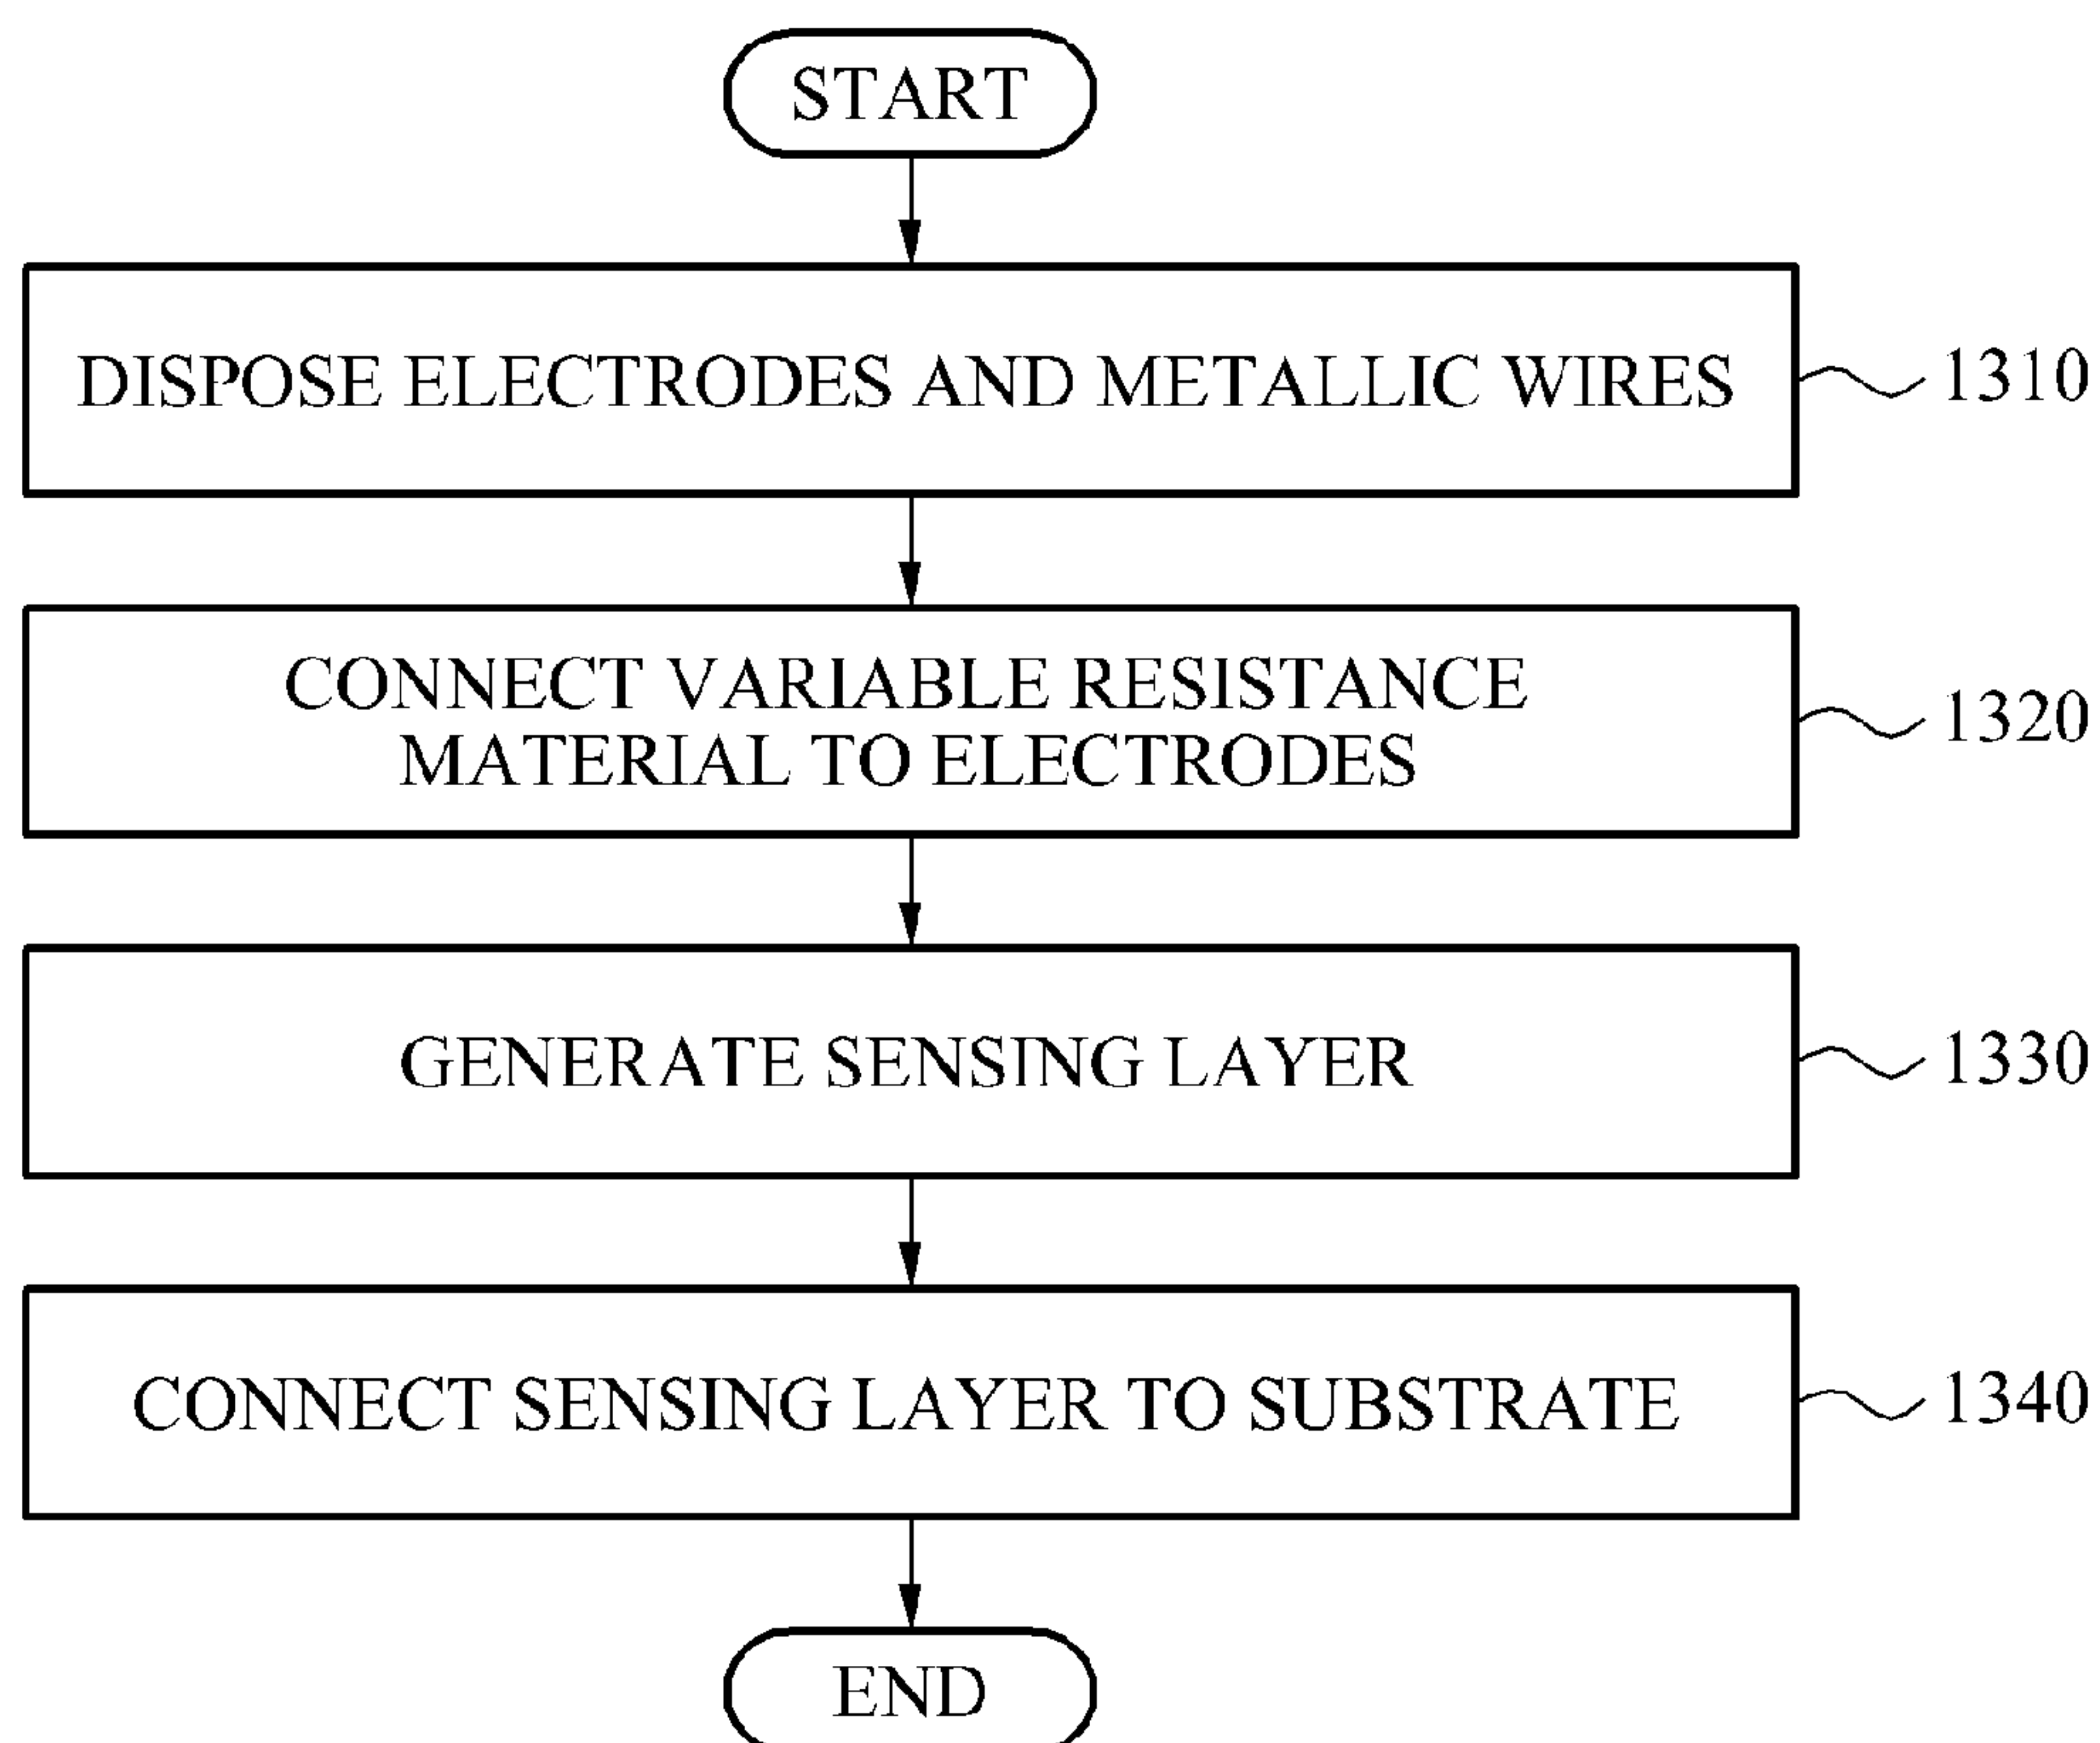 START
DISPOSE ELECTRODES AND METALLIC WIRES
1310
CONNECT VARIABLE RESISTANCE
MATERIAL TO ELECTRODES
1320
GENERATE SENSING LAYER
1330
CONNECT SENSING LAYER TO SUBSTRATE
1340
END